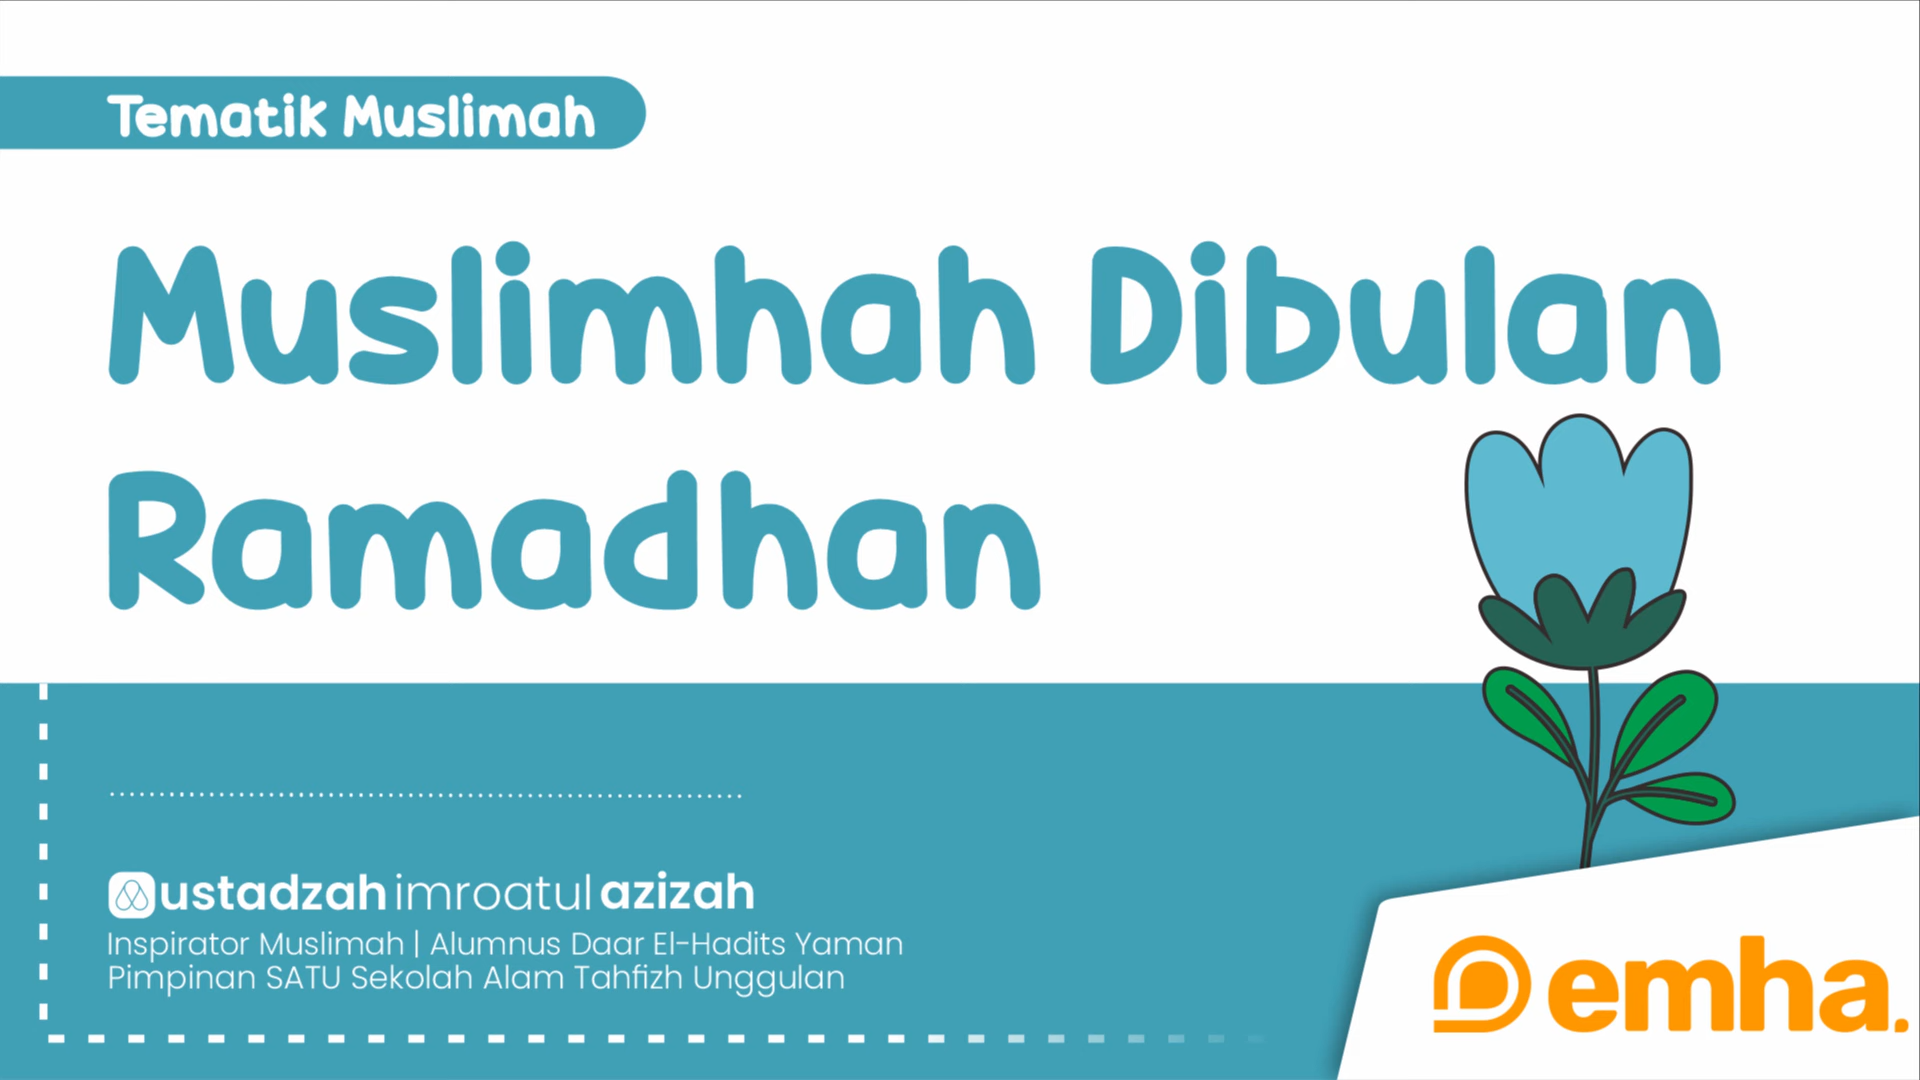 Tematik Muslimah
Muslimhah Dibulan
Ramadhan
ustadzah imroatul azizah
Inspirator Muslimah | Alumnus Daar El-Hadits Yaman
Pimpinan SATU Sekolah Alam Tahfizh Unggulan
emha.